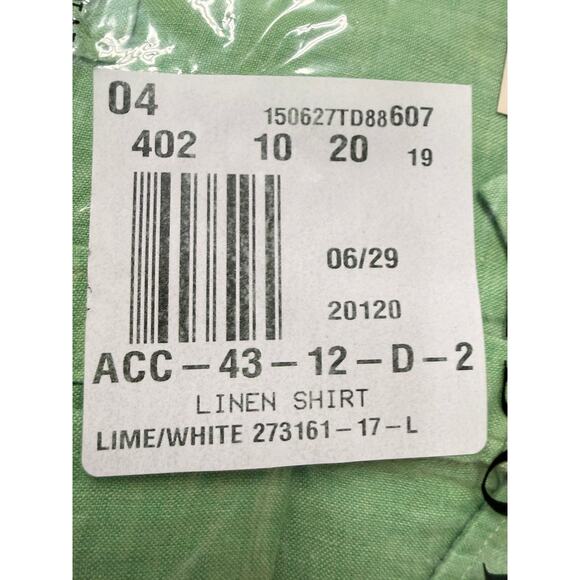 04
150627TD88607
402 10 20 19
06/29
20120
ACC-43-12-D-2
LINEN SHIRT
LIME/WHITE 273161-17-L